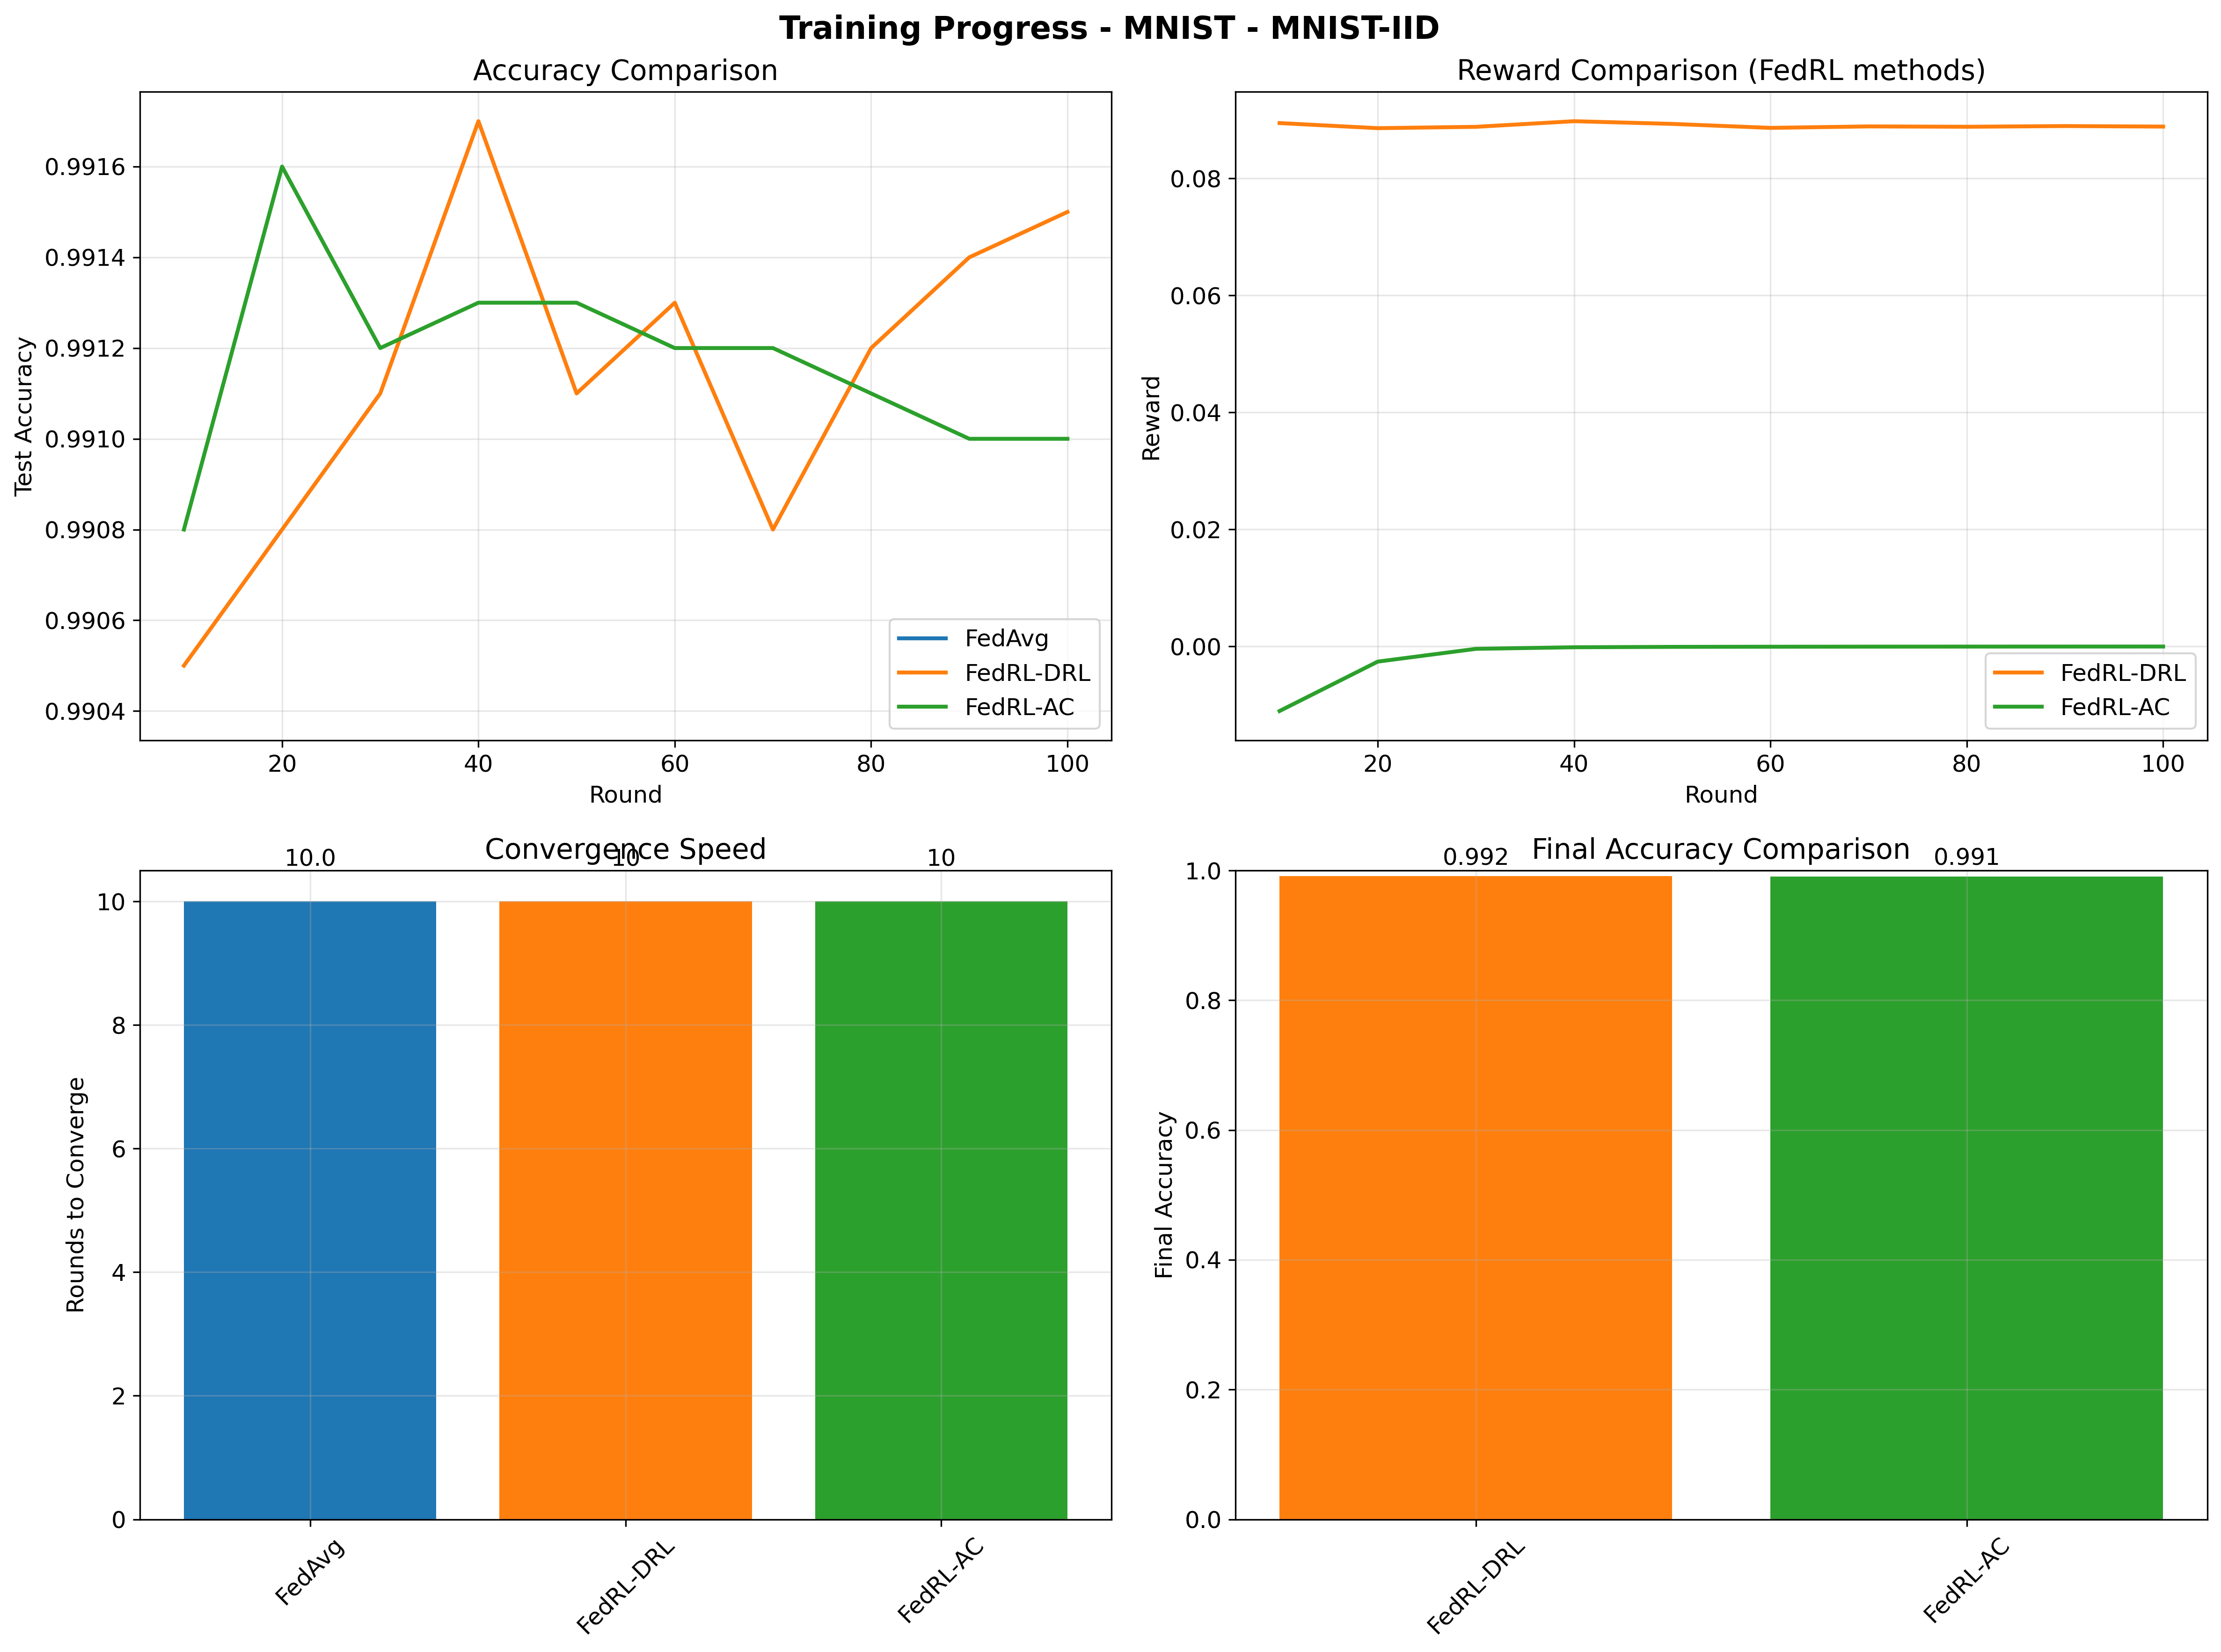 Training Progress - MNIST - MNIST-IID
Accuracy Comparison
Test Accuracy
0.9916
0.9914
0.9912
0.9910
0.9908
0.9906
0.9904
20 40 60 80 100
Round
FedAvg
FedRL-DRL
FedRL-AC
Reward Comparison (FedRL methods)
Reward
0.08
0.06
0.04
0.02
0.00
20 40 60 80 100
Round
FedRL-DRL
FedRL-AC
Convergence Speed
10.0 10 10
Rounds to Converge
10
8
6
4
2
0
FedAvg FedRL-DRL FedRL-AC
Final Accuracy Comparison
0.992 0.991
Final Accuracy
1.0
0.8
0.6
0.4
0.2
0.0
FedRL-DRL FedRL-AC